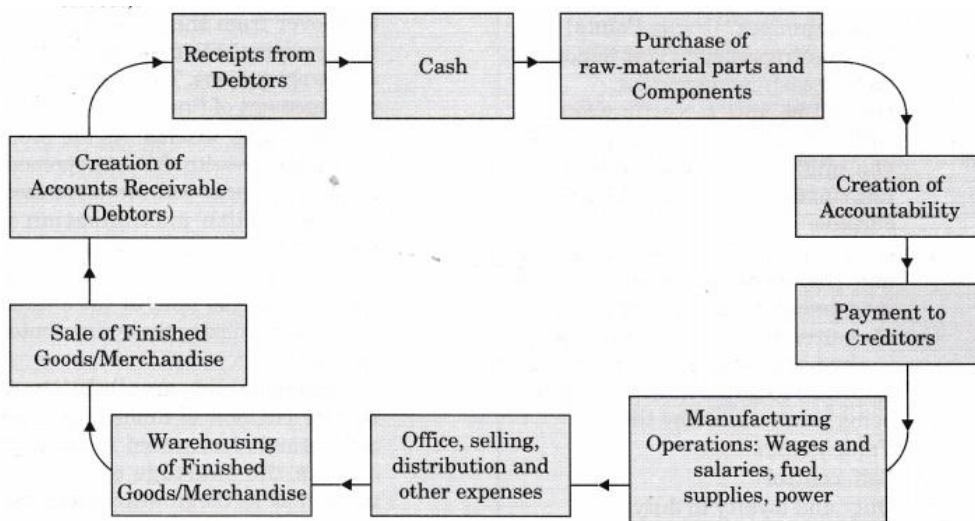 Receipts from
Debtors
Cash
Purchase of
raw-material parts and
Components
Creation of
Accountability
Payment to
Creditors
Manufacturing
Operations: Wages and
salaries, fuel,
supplies, power
Office, selling,
distribution and
other expenses
Warehousing
of Finished
Goods/Merchandise
Sale of Finished
Goods/Merchandise
Creation of
Accounts Receivable
(Debtors)